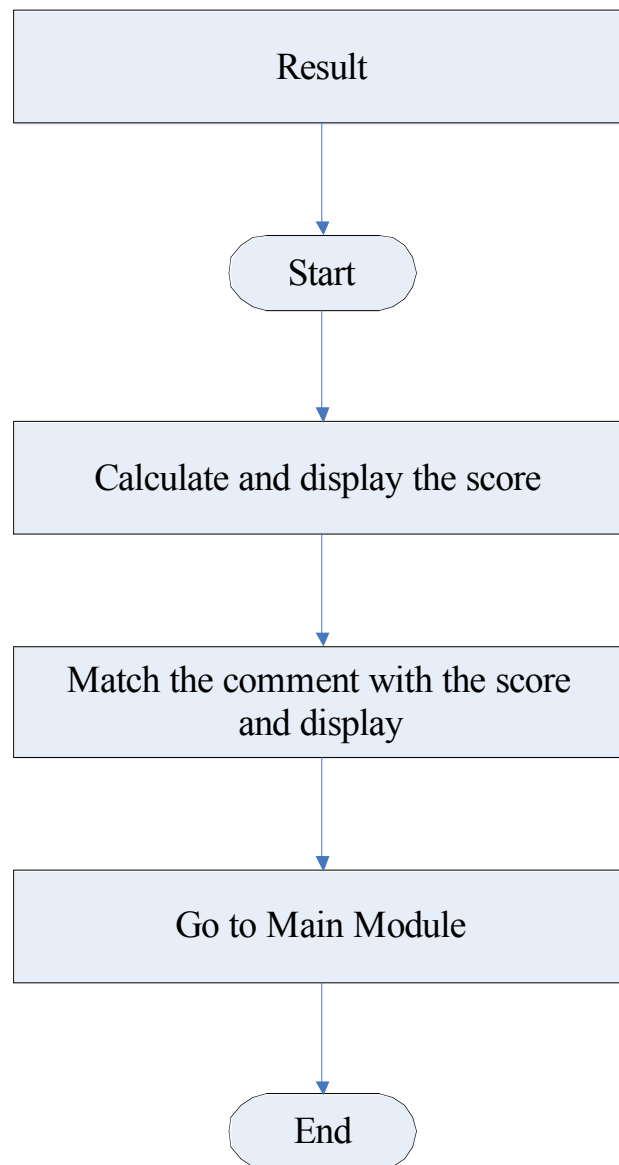 Result
Start
Calculate and display the score
Match the comment with the score
and display
Go to Main Module
End